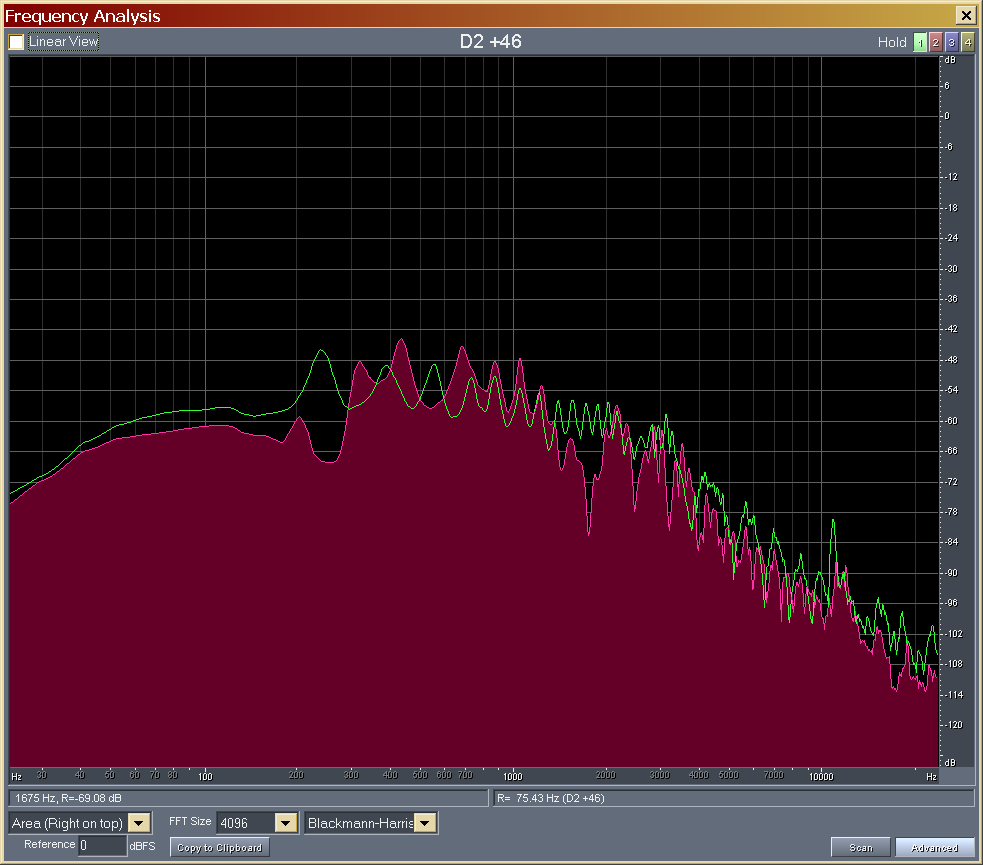 Frequency Analysis
Linear View
D2 +46
Hold 1 2 3 4
dB
6
0
-6
-12
-18
-24
-30
-36
-42
-48
-54
-60
-66
-72
-78
-84
-90
-96
-102
-108
-114
-120
dB
Hz 30 40 50 60 70 80 100 200 300 400 500 600 700 1000 2000 3000 4000 5000 7000 10000 Hz
1675 Hz, R=-69.08 dB
R= 75.43 Hz (D2 +46)
Area (Right on top) FFT Size 4096 Blackmann-Harris
Reference 0 dBFS Copy to Clipboard Scan Advanced